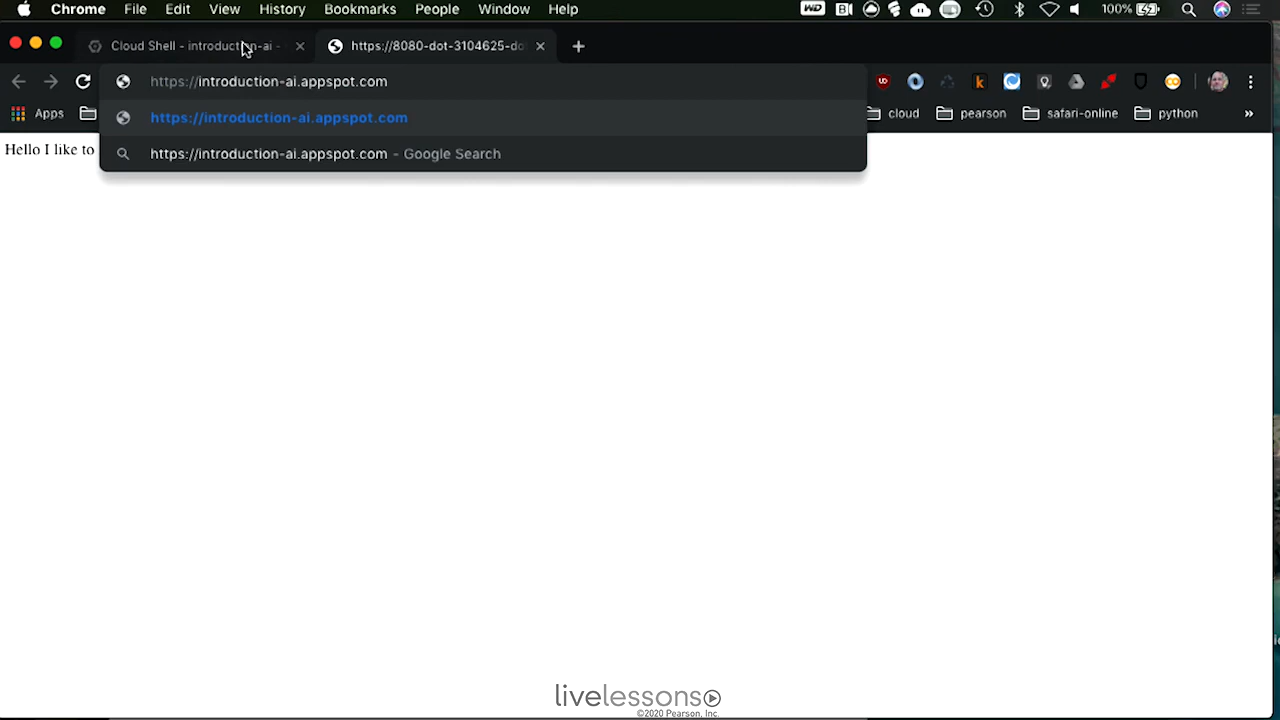 Chrome File Edit View History Bookmarks People Window Help 100%
Cloud Shell - introduction-ai - https://8080-dot-3104625-do
https://introduction-ai.appspot.com
Apps cloud pearson safari-online python »
https://introduction-ai.appspot.com
https://introduction-ai.appspot.com - Google Search
Hello I like to
livelessons
©2020 Pearson, Inc.